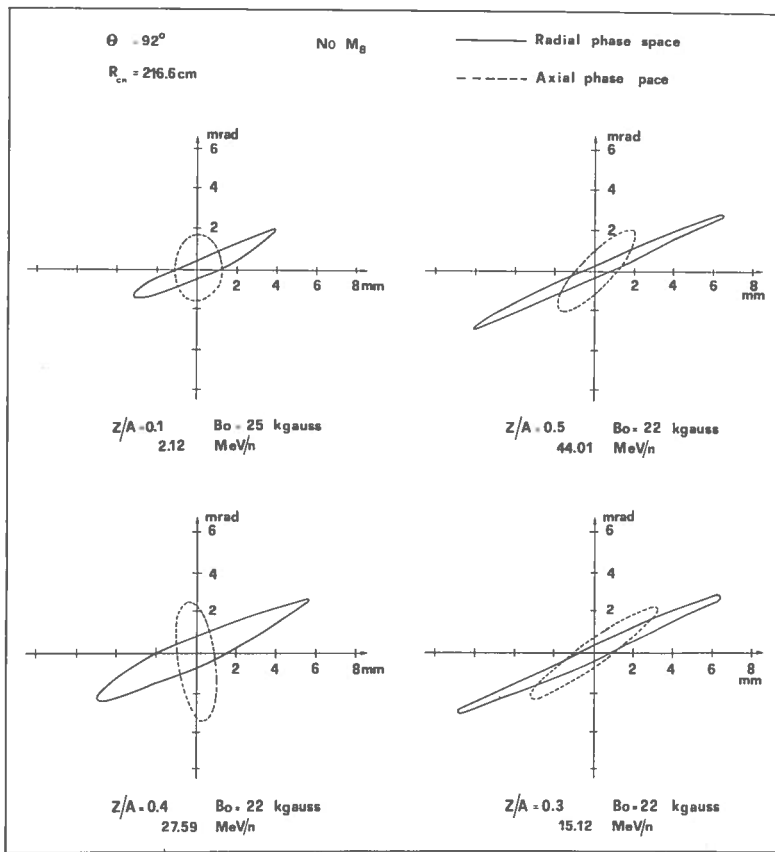 Θ = 92° No M8 Radial phase space
Rcn = 216.6 cm Axial phase pace
mrad
6
4
2
2 4 6 8 mm
Z/A = 0.1 Bo = 25 kgauss
2.12 MeV/n
mrad
6
4
2
2 4 6 8
mm
Z/A = 0.5 Bo = 22 kgauss
44.01 MeV/n
mrad
6
4
2
2 4 6 8 mm
Z/A = 0.4 Bo = 22 kgauss
27.59 MeV/n
mrad
6
4
2
2 4 6 8
mm
Z/A = 0.3 Bo = 22 kgauss
15.12 MeV/n